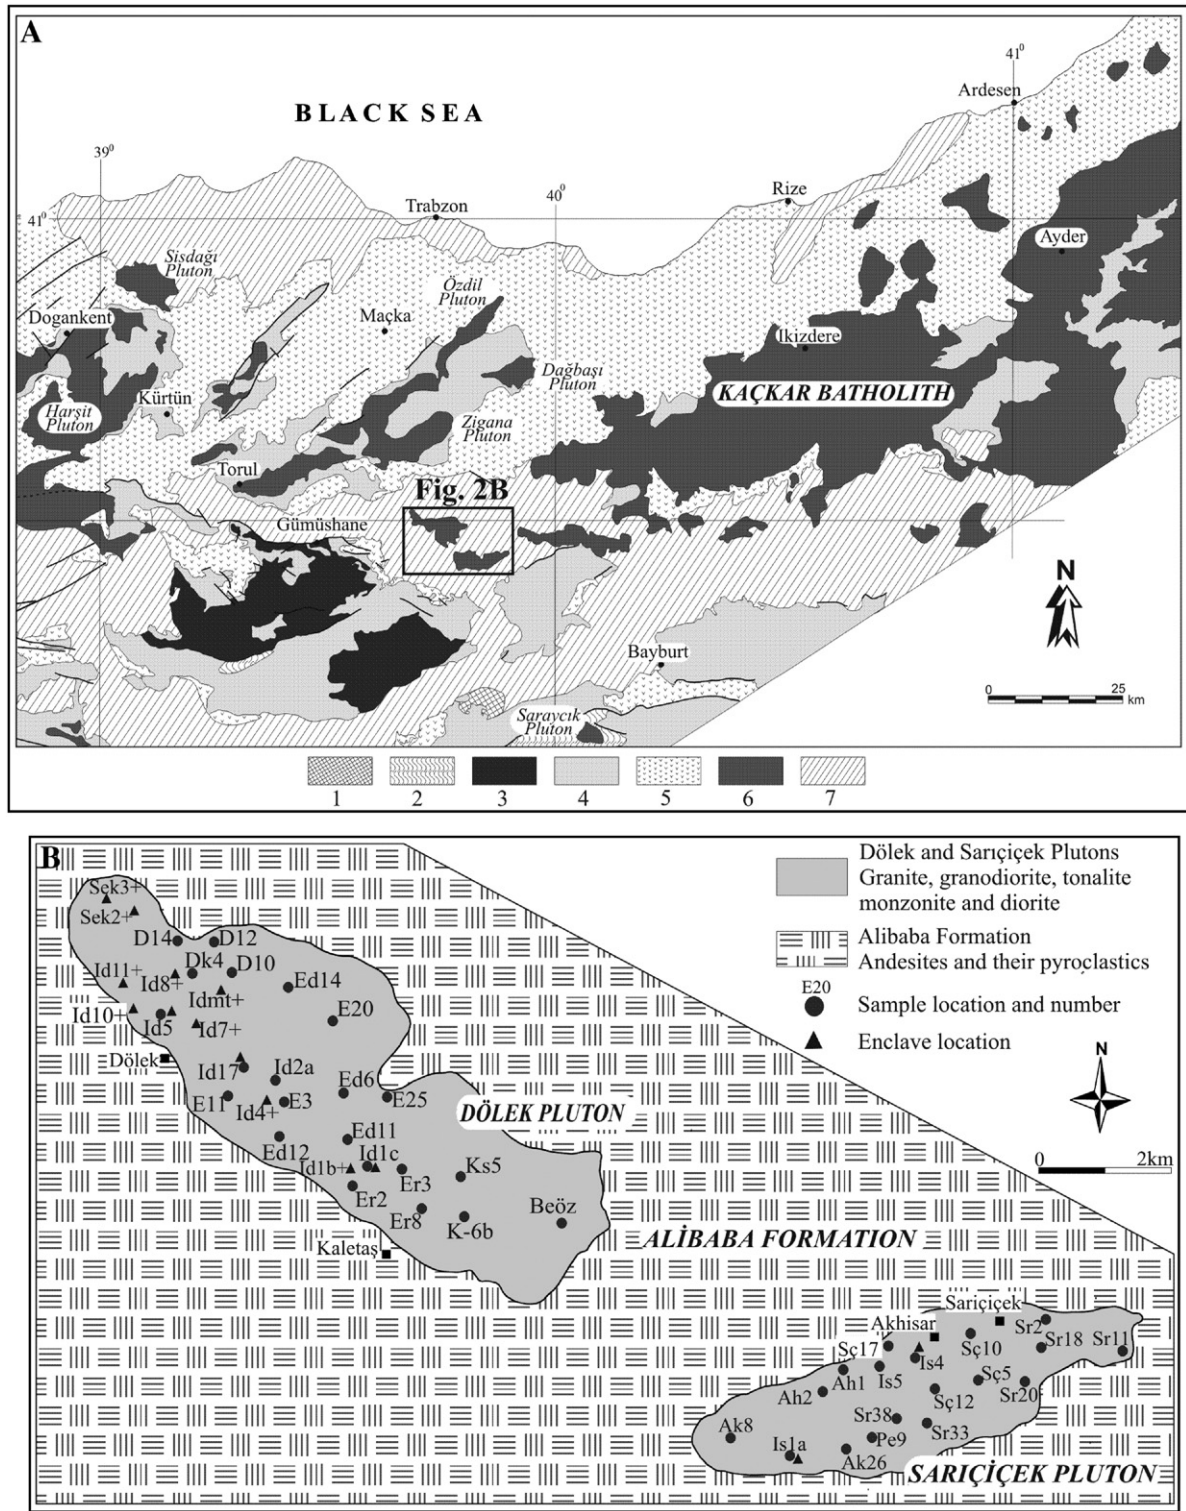 A
BLACK SEA
41⁰
Ardesen
39⁰
40⁰
41⁰
Trabzon
Rize
Ayder
Sisdağı
Pluton
Özdil
Pluton
Dogankent
Maçka
Ikizdere
Dağbaşı
Pluton
KAÇKAR BATHOLITH
Harşit
Pluton
Kürtün
Zigana
Pluton
Torul
Fig. 2B
Gümüshane
N
Bayburt
0 25
km
Saraycık
Pluton
1 2 3 4 5 6 7
B
Dölek and Sarıçiçek Plutons
Granite, granodiorite, tonalite
monzonite and diorite
Alibaba Formation
Andesites and their pyroclastics
E20
Sample location and number
Enclave location
N
0 2km
Sek3+
Sek2+
D14
D12
Dk4
D10
Id11+
Id8+
Idmt+
Ed14
E20
Id10+
Id5
Id7+
Dölek
Id17
Id2a
Ed6
E25
E11
Id4+
E3
DÖLEK PLUTON
Ed12
Ed11
Id1b+
Id1c
Er2
Er3
Ks5
Er8
K-6b
Beöz
Kaletaş
ALİBABA FORMATION
Sarıçiçek
Akhisar
Sr2
Sç17
Is4
Sç10
Sr18
Sr11
Ah1
Is5
Sç5
Ah2
Sç12
Sr20
Ak8
Sr38
Sr33
Is1a
Pe9
Ak26
SARIÇİÇEK PLUTON